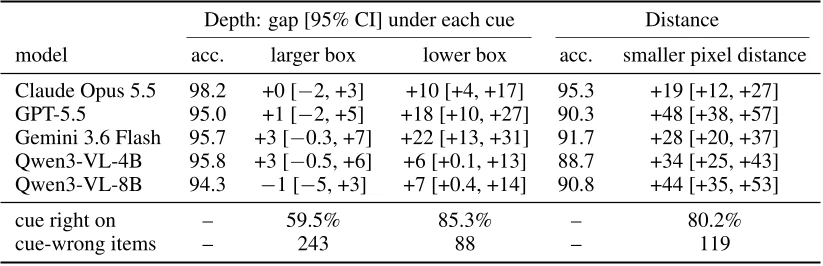 Depth: gap [95% CI] under each cue Distance
model acc. larger box lower box acc. smaller pixel distance
Claude Opus 5.5 98.2 +0 [−2, +3] +10 [+4, +17] 95.3 +19 [+12, +27]
GPT-5.5 95.0 +1 [−2, +5] +18 [+10, +27] 90.3 +48 [+38, +57]
Gemini 3.6 Flash 95.7 +3 [−0.3, +7] +22 [+13, +31] 91.7 +28 [+20, +37]
Qwen3-VL-4B 95.8 +3 [−0.5, +6] +6 [+0.1, +13] 88.7 +34 [+25, +43]
Qwen3-VL-8B 94.3 −1 [−5, +3] +7 [+0.4, +14] 90.8 +44 [+35, +53]
cue right on – 59.5% 85.3% – 80.2%
cue-wrong items – 243 88 – 119